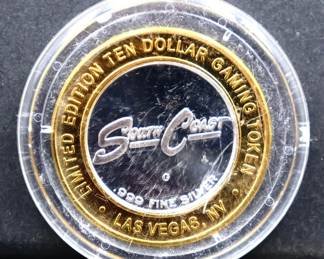 LIMITED EDITION TEN DOLLAR GAMING TOKEN
SOUTH COAST
G
.999 FINE SILVER
• LAS VEGAS, NV •